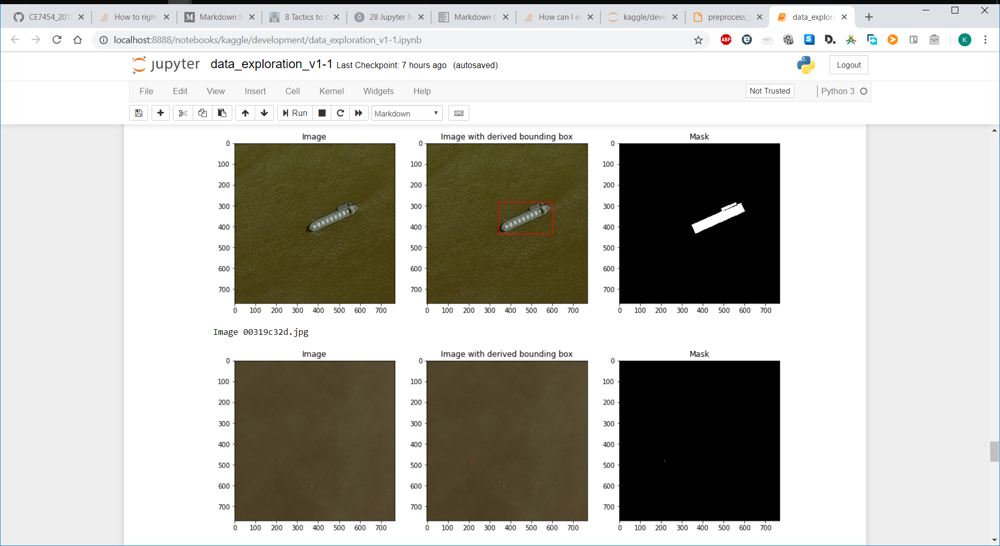 CE7454_201
How to right
Markdown fo
8 Tactics to C
28 Jupyter N
Markdown C
How can I ex
kaggle/deve
preprocess_
data_explora
localhost:8888/notebooks/kaggle/development/data_exploration_v1-1.ipynb
ABP
S
D.
K
jupyter data_exploration_v1-1 Last Checkpoint: 7 hours ago (autosaved)
Logout
File Edit View Insert Cell Kernel Widgets Help
Not Trusted
Python 3
Run
Markdown
Image
Image with derived bounding box
Mask
0
100
200
300
400
500
600
700
0 100 200 300 400 500 600 700
0
100
200
300
400
500
600
700
0 100 200 300 400 500 600 700
0
100
200
300
400
500
600
700
0 100 200 300 400 500 600 700
Image 00319c32d.jpg
Image
Image with derived bounding box
Mask
0
100
200
300
400
500
600
700
0 100 200 300 400 500 600 700
0
100
200
300
400
500
600
700
0 100 200 300 400 500 600 700
0
100
200
300
400
500
600
700
0 100 200 300 400 500 600 700